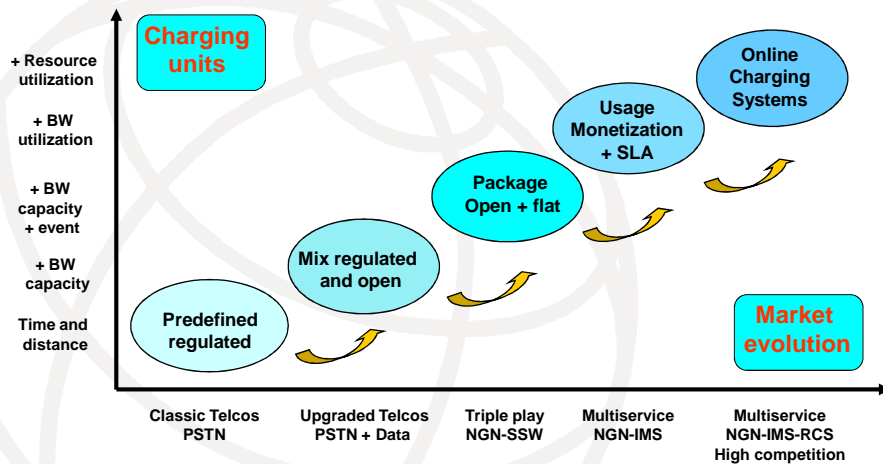 Charging
units
+ Resource
utilization
+ BW
utilization
+ BW
capacity
+ event
+ BW
capacity
Time and
distance
Online
Charging
Systems
Usage
Monetization
+ SLA
Package
Open + flat
Mix regulated
and open
Predefined
regulated
Market
evolution
Classic Telcos
PSTN
Upgraded Telcos
PSTN + Data
Triple play
NGN-SSW
Multiservice
NGN-IMS
Multiservice
NGN-IMS-RCS
High competition